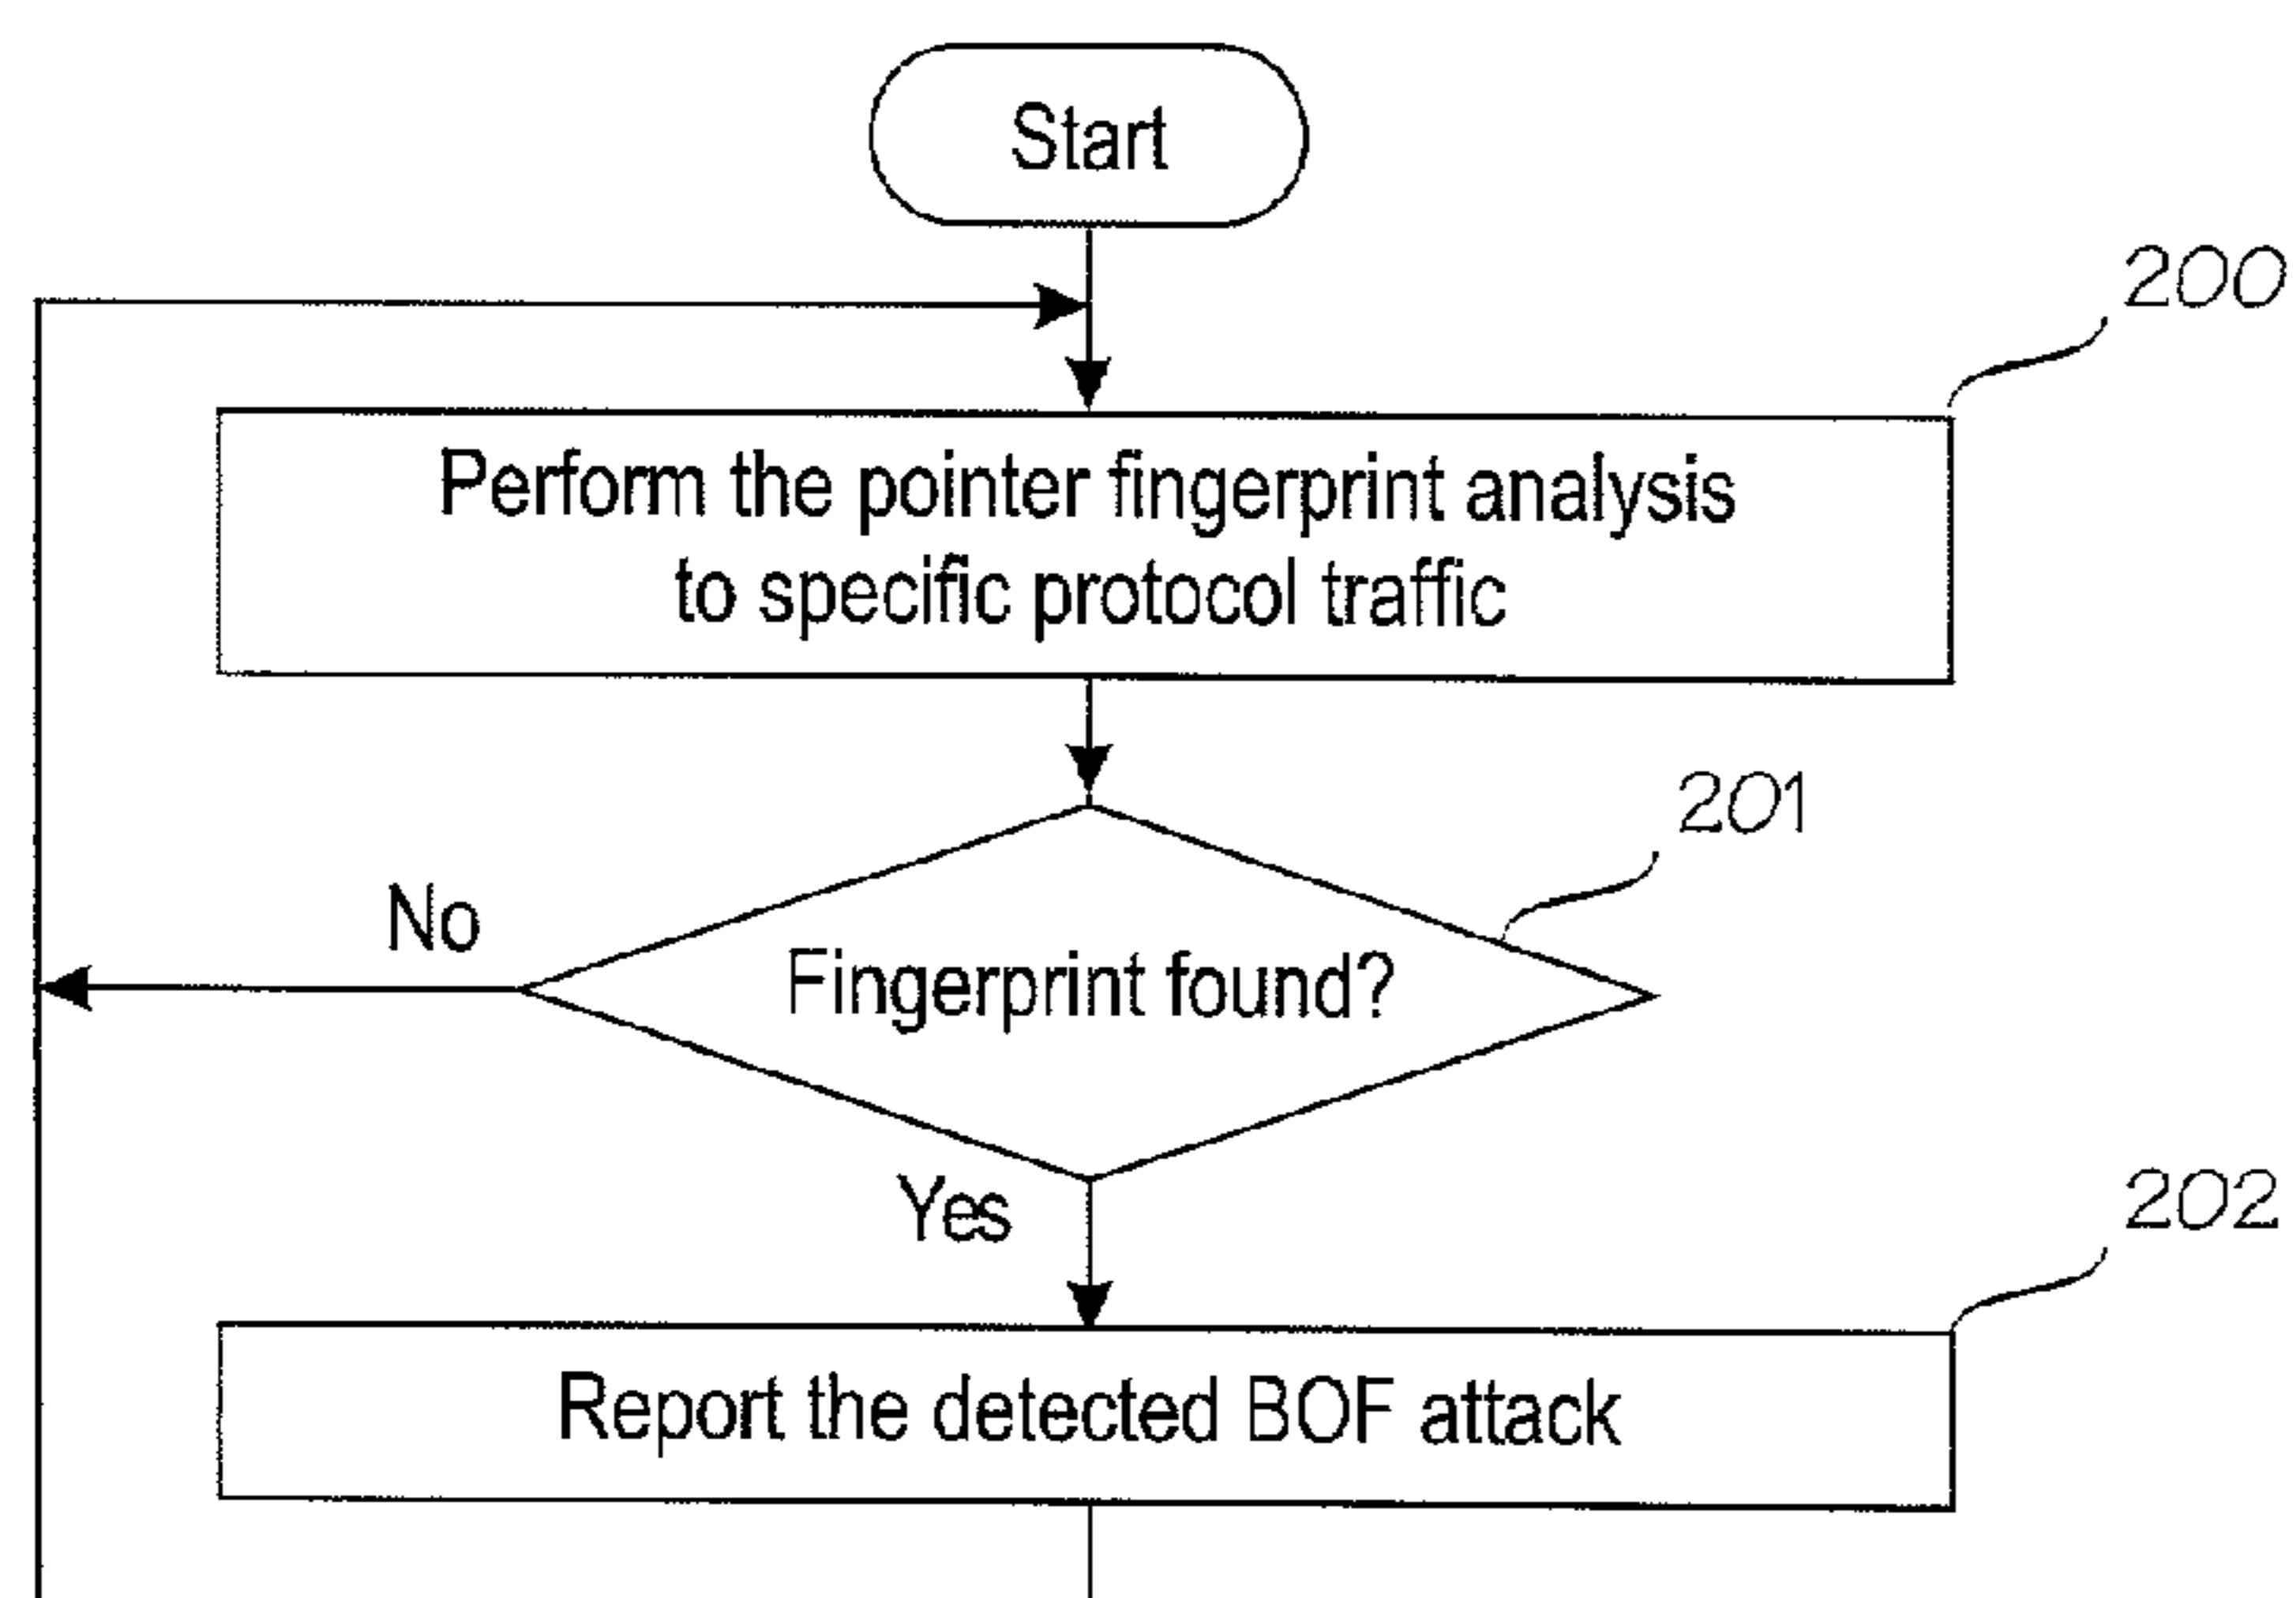 Start
200
Perform the pointer fingerprint analysis
to specific protocol traffic
201
No
Fingerprint found?
Yes
202
Report the detected BOF attack